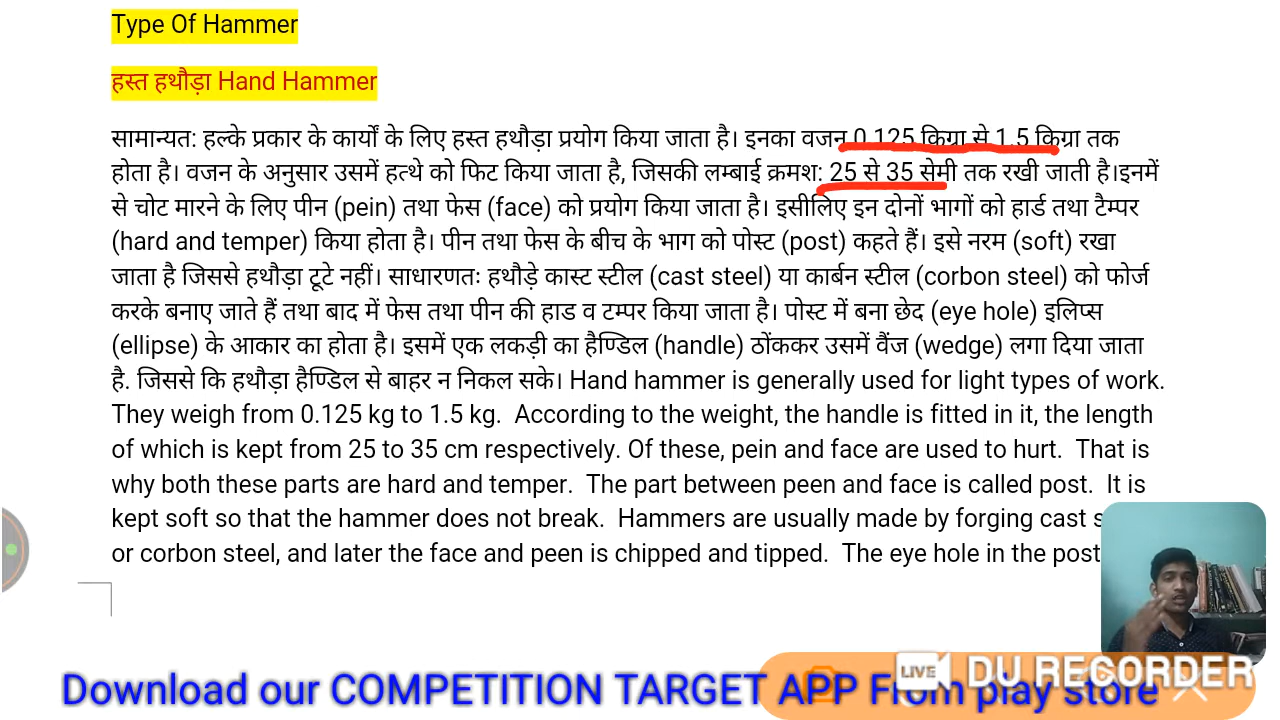 Type Of Hammer
हस्त हथौड़ा Hand Hammer
सामान्यत: हल्के प्रकार के कार्यों के लिए हस्त हथौड़ा प्रयोग किया जाता है। इनका वजन 0.125 किग्रा से 1.5 किग्रा तक
होता है। वजन के अनुसार उसमें हत्थे को फिट किया जाता है, जिसकी लम्बाई क्रमश: 25 से 35 सेमी तक रखी जाती है।इनमें
से चोट मारने के लिए पीन (pein) तथा फेस (face) को प्रयोग किया जाता है। इसीलिए इन दोनों भागों को हार्ड तथा टैम्पर
(hard and temper) किया होता है। पीन तथा फेस के बीच के भाग को पोस्ट (post) कहते हैं। इसे नरम (soft) रखा
जाता है जिससे हथौड़ा टूटे नहीं। साधारणतः हथौड़े कास्ट स्टील (cast steel) या कार्बन स्टील (corbon steel) को फोर्ज
करके बनाए जाते हैं तथा बाद में फेस तथा पीन की हाड व टम्पर किया जाता है। पोस्ट में बना छेद (eye hole) इलिप्स
(ellipse) के आकार का होता है। इसमें एक लकड़ी का हैण्डिल (handle) ठोंककर उसमें वैंज (wedge) लगा दिया जाता
है. जिससे कि हथौड़ा हैण्डिल से बाहर न निकल सके। Hand hammer is generally used for light types of work.
They weigh from 0.125 kg to 1.5 kg.  According to the weight, the handle is fitted in it, the length
of which is kept from 25 to 35 cm respectively. Of these, pein and face are used to hurt.  That is
why both these parts are hard and temper.  The part between peen and face is called post.  It is
kept soft so that the hammer does not break.  Hammers are usually made by forging cast
or corbon steel, and later the face and peen is chipped and tipped.  The eye hole in the post
Download our COMPETITION TARGET APP From play store
LIVE DU RECORDER